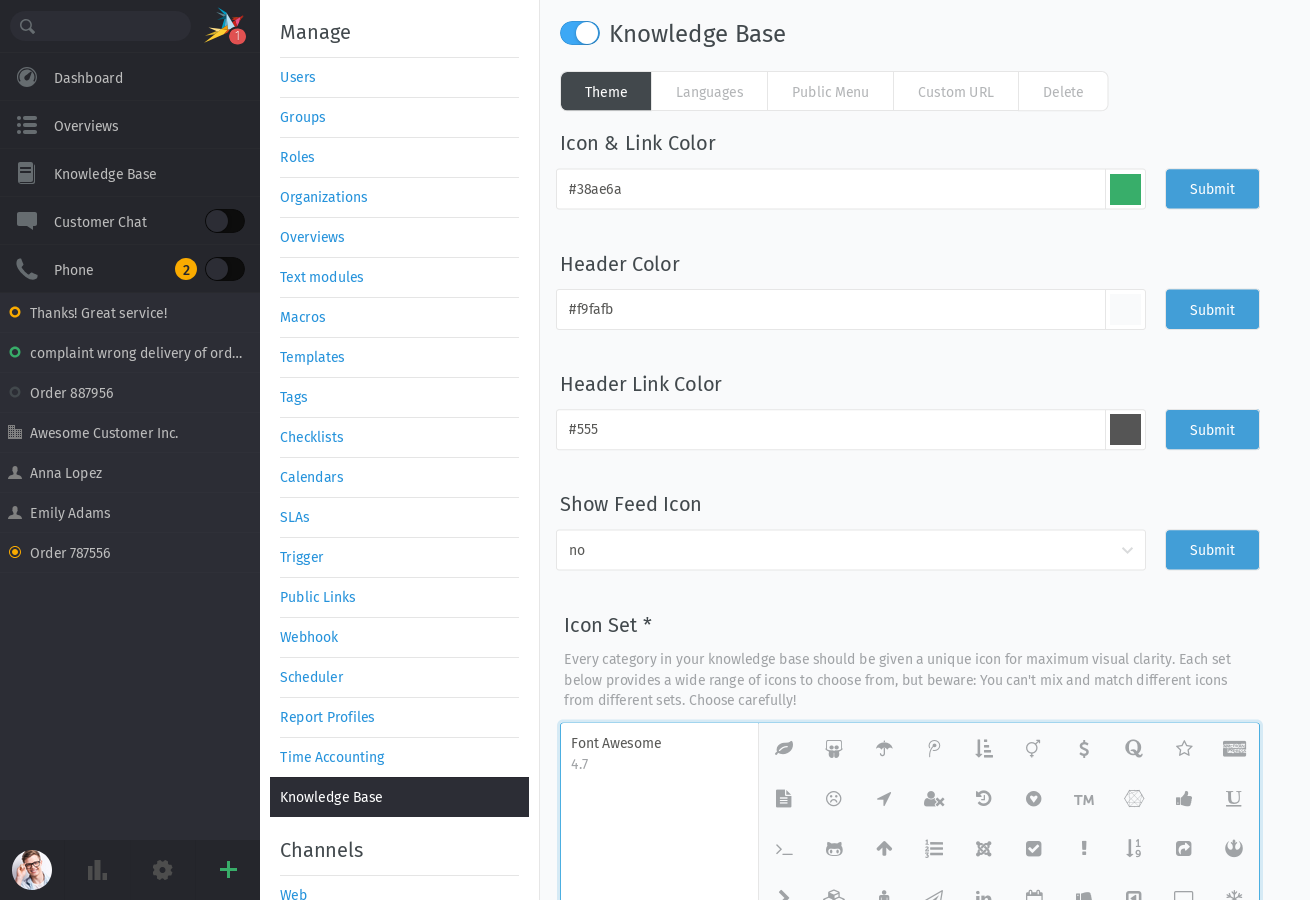 1
Dashboard
Overviews
Knowledge Base
Customer Chat
Phone
2
Thanks! Great service!
complaint wrong delivery of ord...
Order 887956
Awesome Customer Inc.
Anna Lopez
Emily Adams
Order 787556
Manage
Users
Groups
Roles
Organizations
Overviews
Text modules
Macros
Templates
Tags
Checklists
Calendars
SLAs
Trigger
Public Links
Webhook
Scheduler
Report Profiles
Time Accounting
Knowledge Base
Channels
Web
Knowledge Base
Theme
Languages
Public Menu
Custom URL
Delete
Icon & Link Color
#38ae6a
Submit
Header Color
#f9fafb
Submit
Header Link Color
#555
Submit
Show Feed Icon
no
Submit
Icon Set *
Every category in your knowledge base should be given a unique icon for maximum visual clarity. Each set
below provides a wide range of icons to choose from, but beware: You can't mix and match different icons
from different sets. Choose carefully!
Font Awesome
4.7